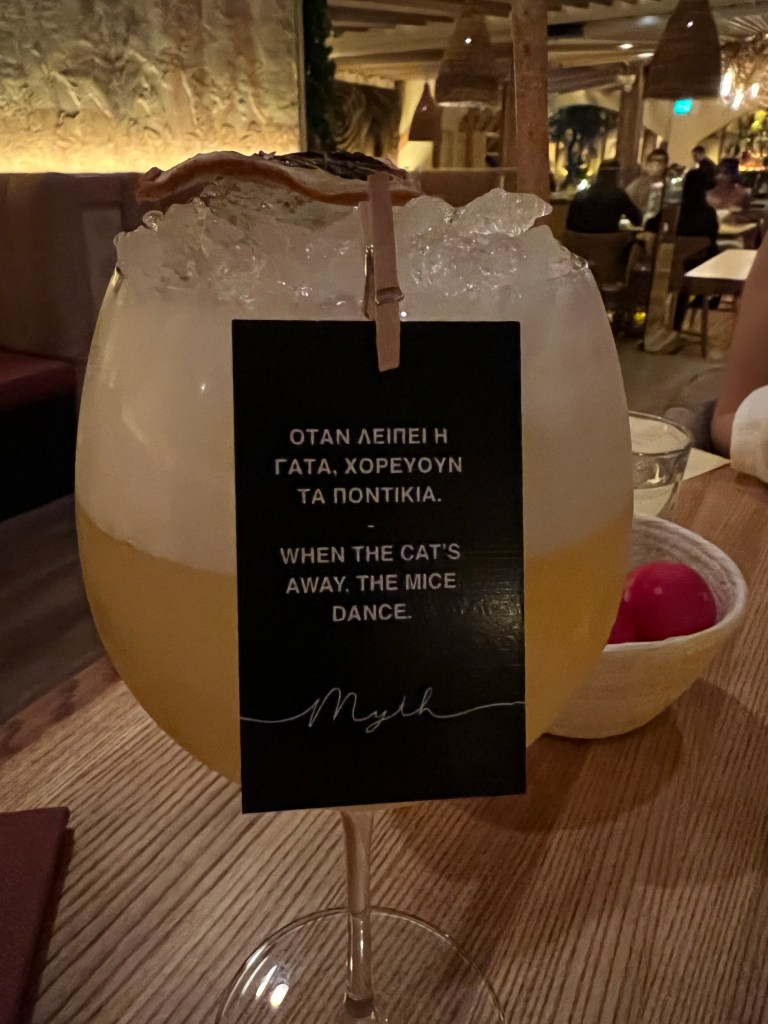 ΟΤΑΝ ΛΕΙΠΕΙ Η
ΓΑΤΑ, ΧΟΡΕΥΟΥΝ
ΤΑ ΠΟΝΤΙΚΙΑ.
-
WHEN THE CAT'S
AWAY, THE MICE
DANCE.
Myth